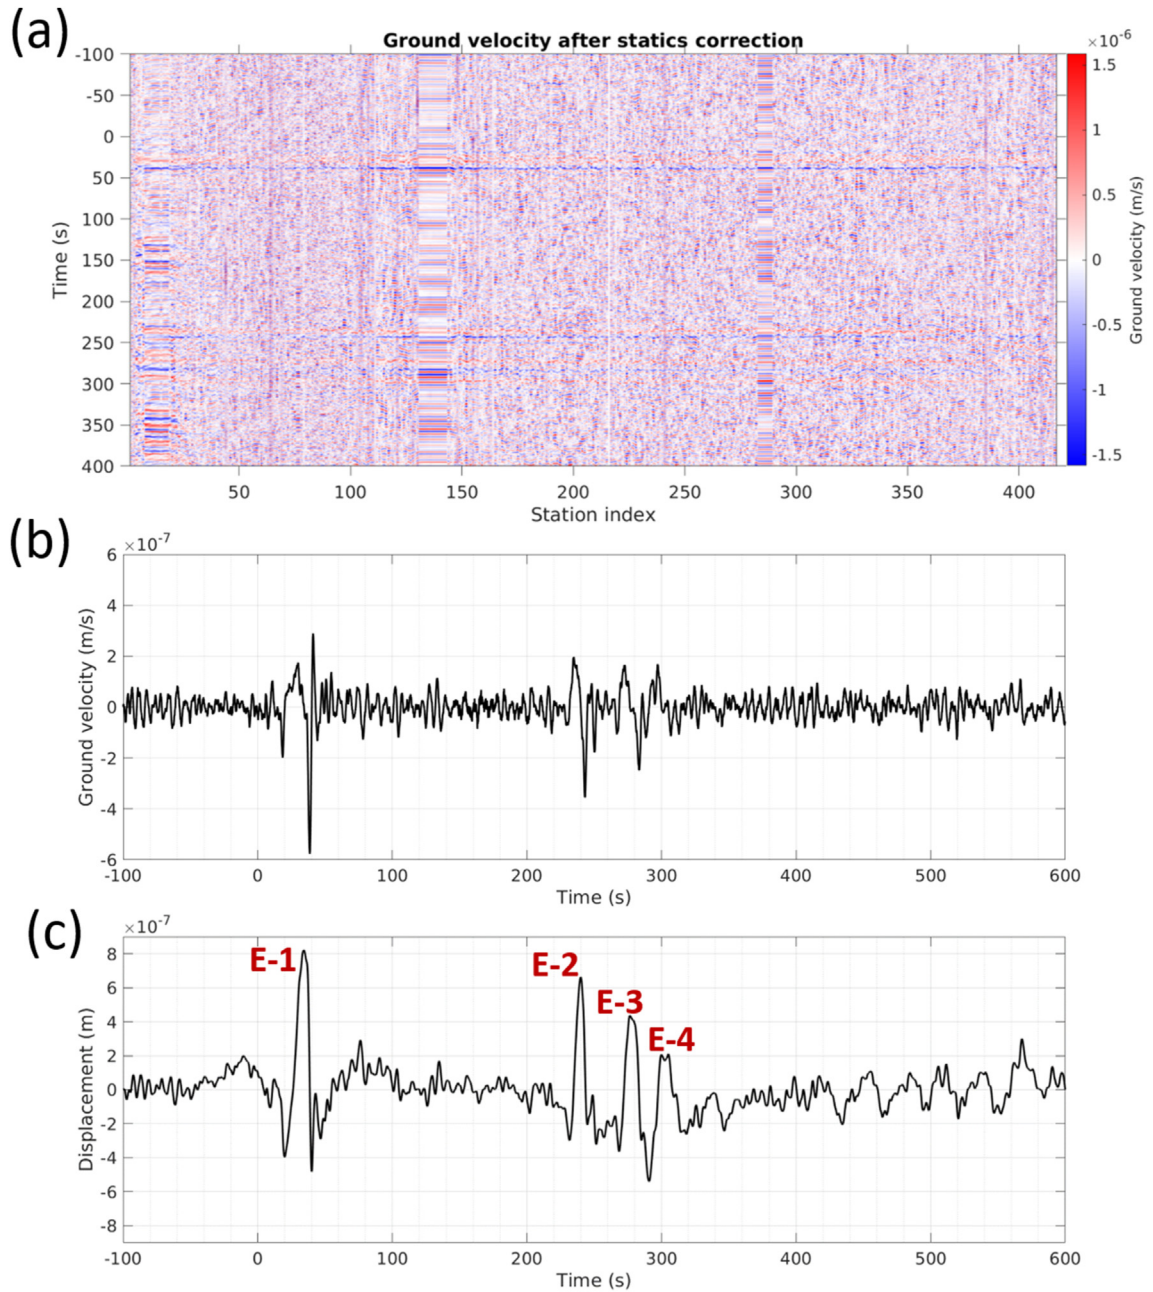 (a)
Ground velocity after statics correction
×10⁻⁶
-100
-50
0
50
100
150
200
250
300
350
400
Time (s)
50 100 150 200 250 300 350 400
Station index
1.5
1
0.5
0
-0.5
-1
-1.5
Ground velocity (m/s)
(b)
×10⁻⁷
6
4
2
0
-2
-4
-6
Ground velocity (m/s)
-100 0 100 200 300 400 500 600
Time (s)
(c)
×10⁻⁷
8
6
4
2
0
-2
-4
-6
-8
Displacement (m)
E-1
E-2
E-3
E-4
-100 0 100 200 300 400 500 600
Time (s)